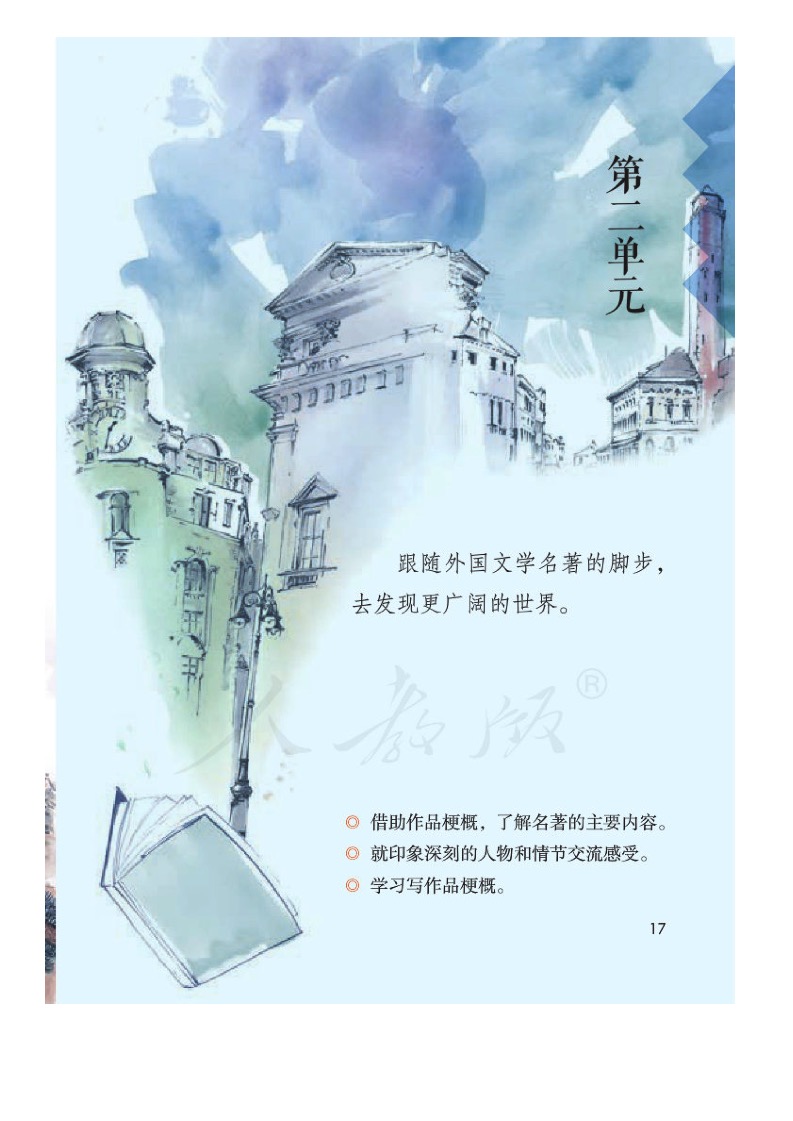 第二单元
跟随外国文学名著的脚步，
去发现更广阔的世界。
人教版®
◎ 借助作品梗概，了解名著的主要内容。
◎ 就印象深刻的人物和情节交流感受。
◎ 学习写作品梗概。
17